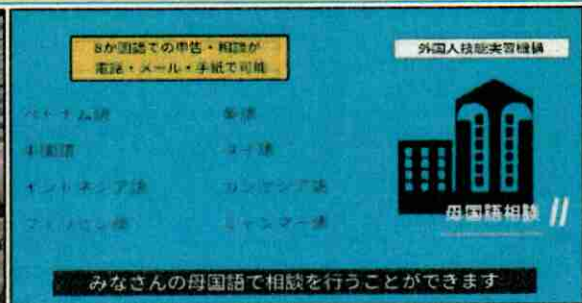 8か国語での申告・相談が
電話・メール・手紙で可能
外国人技能実習機構
ベトナム語
英語
中国語
タイ語
インドネシア語
カンボジア語
フィリピン語
ミャンマー語
母国語相談
みなさんの母国語で相談を行うことができます